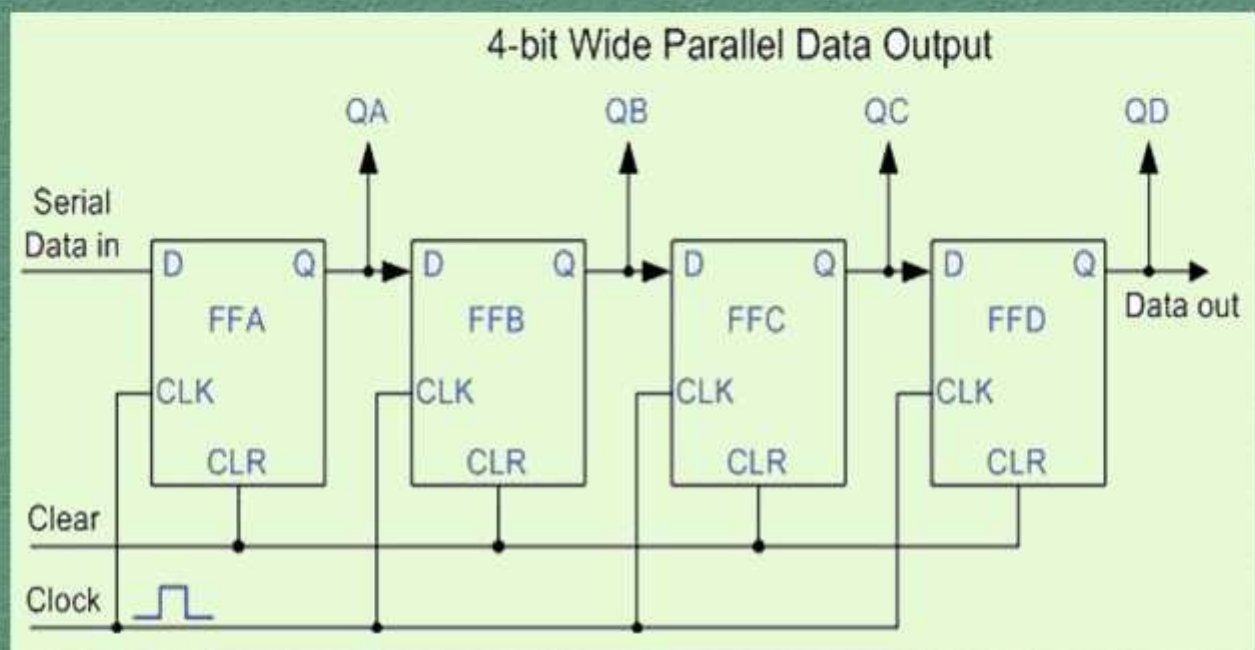 4-bit Wide Parallel Data Output
QA QB QC QD
Serial
Data in
D Q D Q D Q D Q
Data out
FFA FFB FFC FFD
CLK CLK CLK CLK
CLR CLR CLR CLR
Clear
Clock